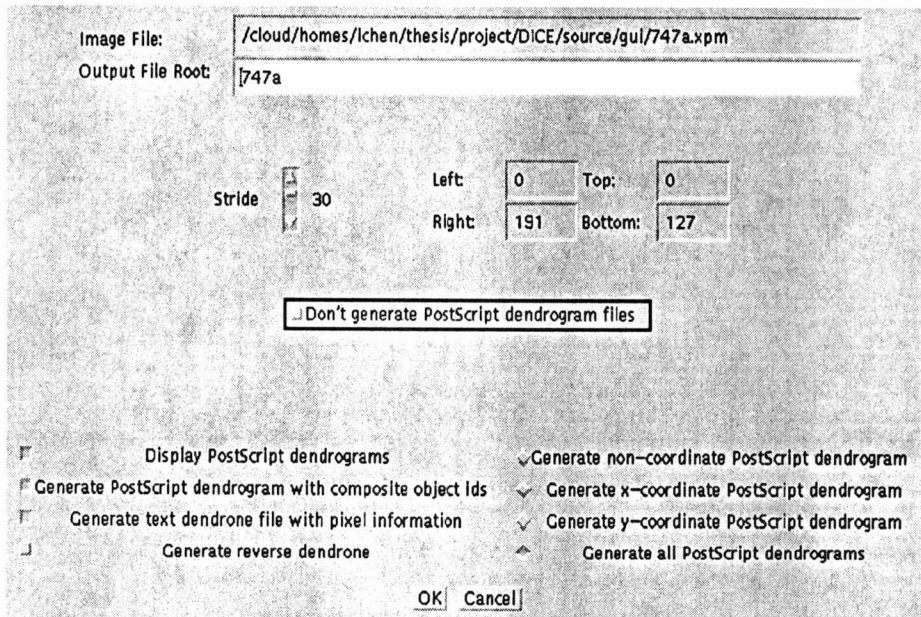 Image File: /cloud/homes/lchen/thesis/project/DICE/source/gui/747a.xpm
Output File Root: 747a
Stride 30
Left: 0 Top: 0
Right: 191 Bottom: 127
Don't generate PostScript dendrogram files
Display PostScript dendrograms
Generate non-coordinate PostScript dendrogram
Generate PostScript dendrogram with composite object ids
Generate x-coordinate PostScript dendrogram
Generate text dendrone file with pixel information
Generate y-coordinate PostScript dendrogram
Generate reverse dendrone
Generate all PostScript dendrograms
OK Cancel